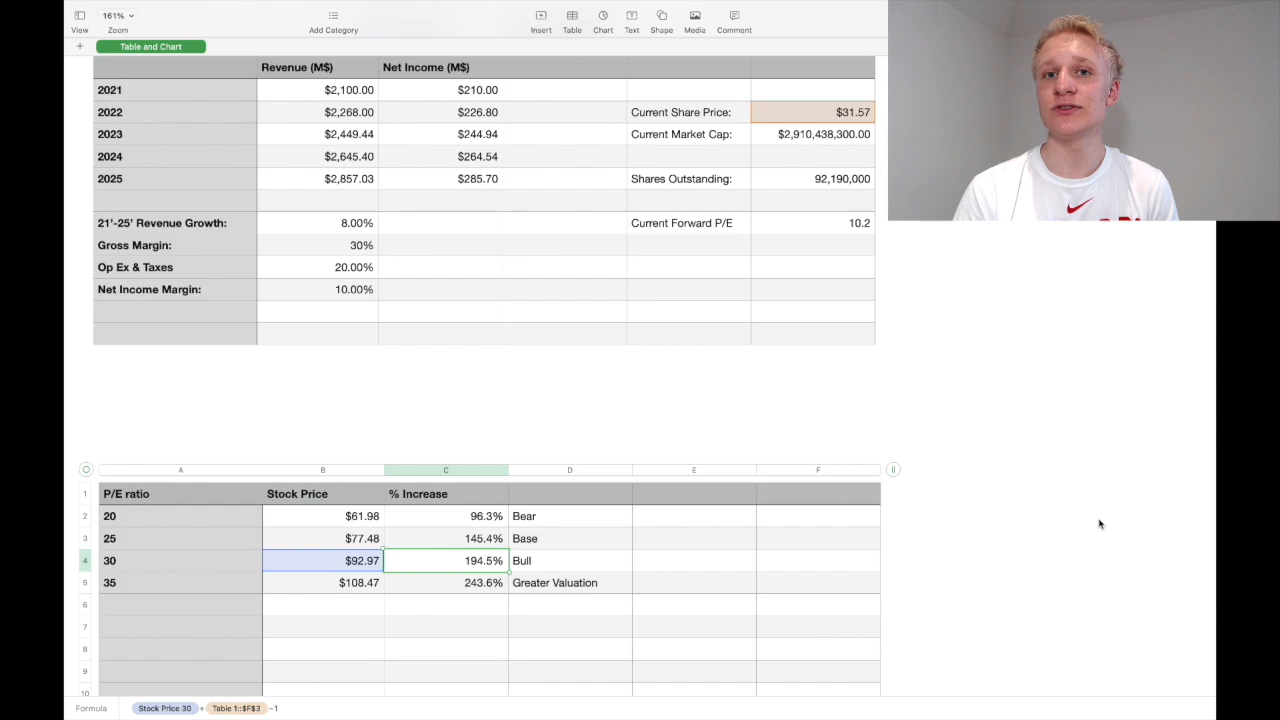 161%
View Zoom Add Category Insert Table Chart Text Shape Media Comment
+ Table and Chart
Revenue (M$) Net Income (M$)
2021 $2,100.00 $210.00
2022 $2,268.00 $226.80 Current Share Price: $31.57
2023 $2,449.44 $244.94 Current Market Cap: $2,910,438,300.00
2024 $2,645.40 $264.54
2025 $2,857.03 $285.70 Shares Outstanding: 92,190,000
21'-25' Revenue Growth: 8.00% Current Forward P/E 10.2
Gross Margin: 30%
Op Ex & Taxes 20.00%
Net Income Margin: 10.00%
A B C D E F
1 P/E ratio Stock Price % Increase
2 20 $61.98 96.3% Bear
3 25 $77.48 145.4% Base
4 30 $92.97 194.5% Bull
5 35 $108.47 243.6% Greater Valuation
6
7
8
9
10
Formula Stock Price 30 ÷ Table 1::$F$3 −1